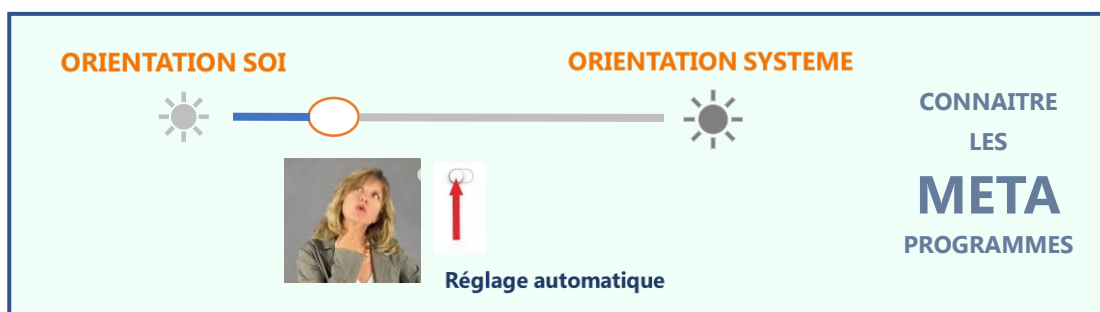 ORIENTATION SOI
ORIENTATION SYSTEME
CONNAITRE
LES
META
PROGRAMMES
Réglage automatique